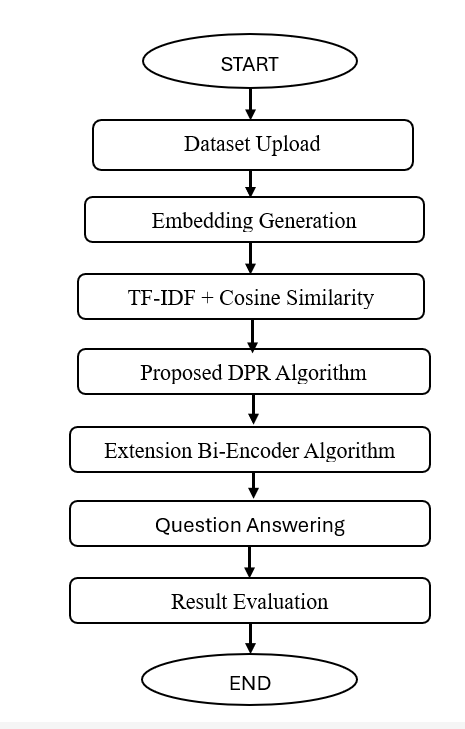 START
Dataset Upload
Embedding Generation
TF-IDF + Cosine Similarity
Proposed DPR Algorithm
Extension Bi-Encoder Algorithm
Question Answering
Result Evaluation
END